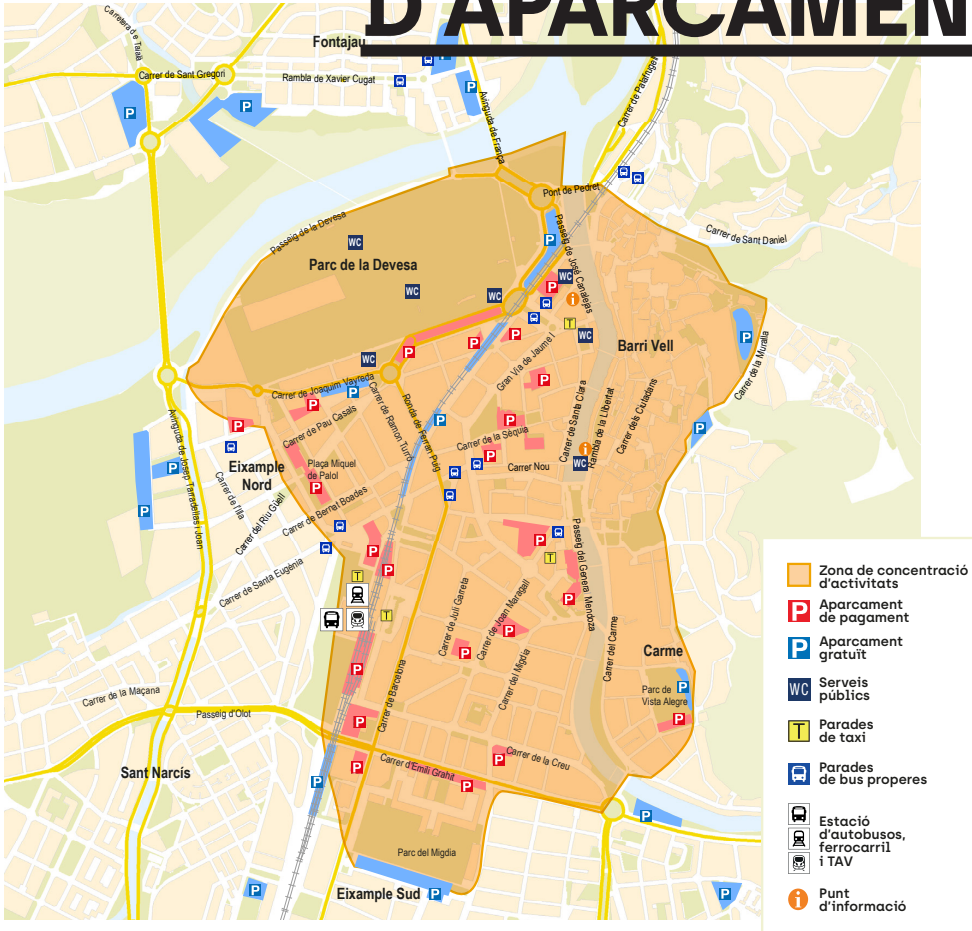 D'APARCAMEN
Fontajau
Carretera de Taialà
Carrer de Sant Gregori
Rambla de Xavier Cugat
Avinguda de França
Carrer de Palafrugell
Pont de Pedret
Passeig de la Devesa
Carrer de Sant Daniel
Passeig de José Canalejas
Parc de la Devesa
Barri Vell
Gran Via de Jaume I
Carrer de la Muralla
Carrer de Joaquim Vayreda
Carrer de Santa Clara
Rambla de la Llibertat
Carrer dels Ciutadans
Carrer de Pau Casals
Carrer de Ramon Turró
Ronda de Ferran Puig
Carrer de la Sèquia
Carrer Nou
Avinguda de Josep Tarradellas i Joan
Eixample
Nord
Plaça Miquel
de Palol
Carrer de l'Illa
Carrer del Riu Güell
Carrer de Bernat Boades
Carrer de Santa Eugènia
Passeig del Genera Mendoza
Carrer de Juli Garreta
Carrer de Joan Maragall
Carrer del Migdia
Carrer del Carme
Carme
Parc de
Vista Alegre
Carrer de la Maçana
Passeig d'Olot
Carrer de Barcelona
Sant Narcís
Carrer d'Emili Grahit
Carrer de la Creu
Parc del Migdia
Eixample Sud
Zona de concentració
d'activitats
P Aparcament
de pagament
P Aparcament
gratuït
WC Serveis
públics
T Parades
de taxi
Parades
de bus properes
Estació
d'autobusos,
ferrocarril
i TAV
i Punt
d'informació